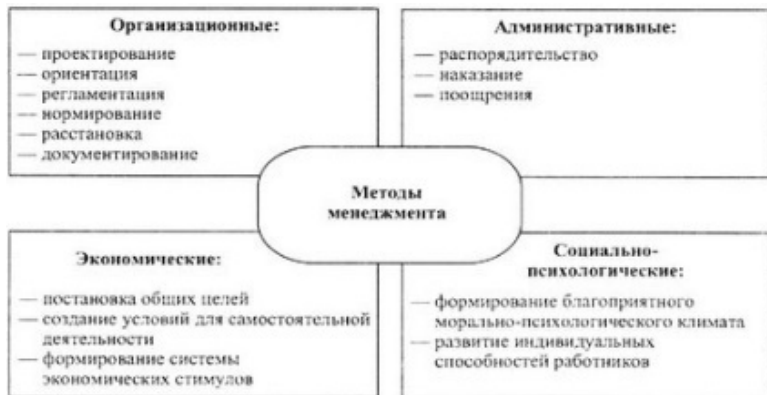 Организационные:
— проектирование
— ориентация
— регламентация
— нормирование
— расстановка
— документирование
Административные:
— распорядительство
— наказание
— поощрения
Методы
менеджмента
Экономические:
— постановка общих целей
— создание условий для самостоятельной
деятельности
— формирование системы
экономических стимулов
Социально-
психологические:
— формирование благоприятного
морально-психологического климата
— развитие индивидуальных
способностей работников